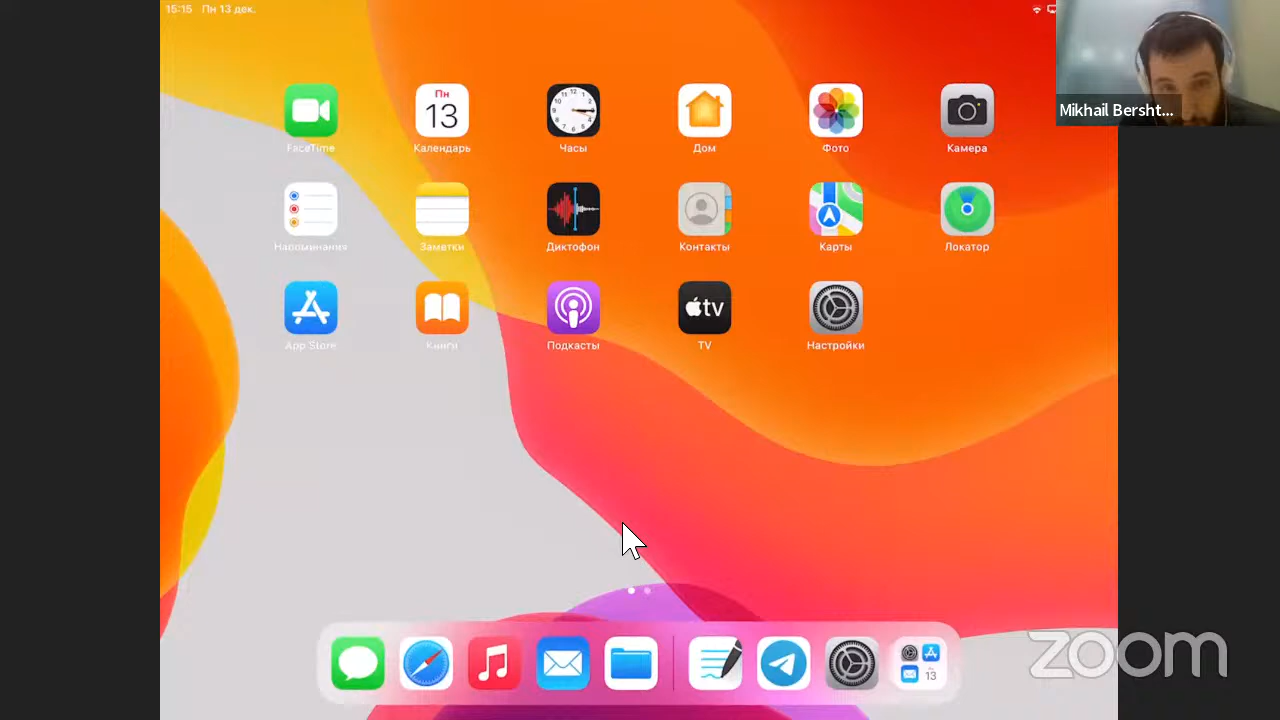 15:15 Пн 13 дек.
Mikhail Bersht...
Пн
13
12
FaceTime
Календарь
Часы
Дом
Фото
Камера
Напоминания
Заметки
Диктофон
Контакты
Карты
Локатор
tv
App Store
Книги
Подкасты
TV
Настройки
13
zoom